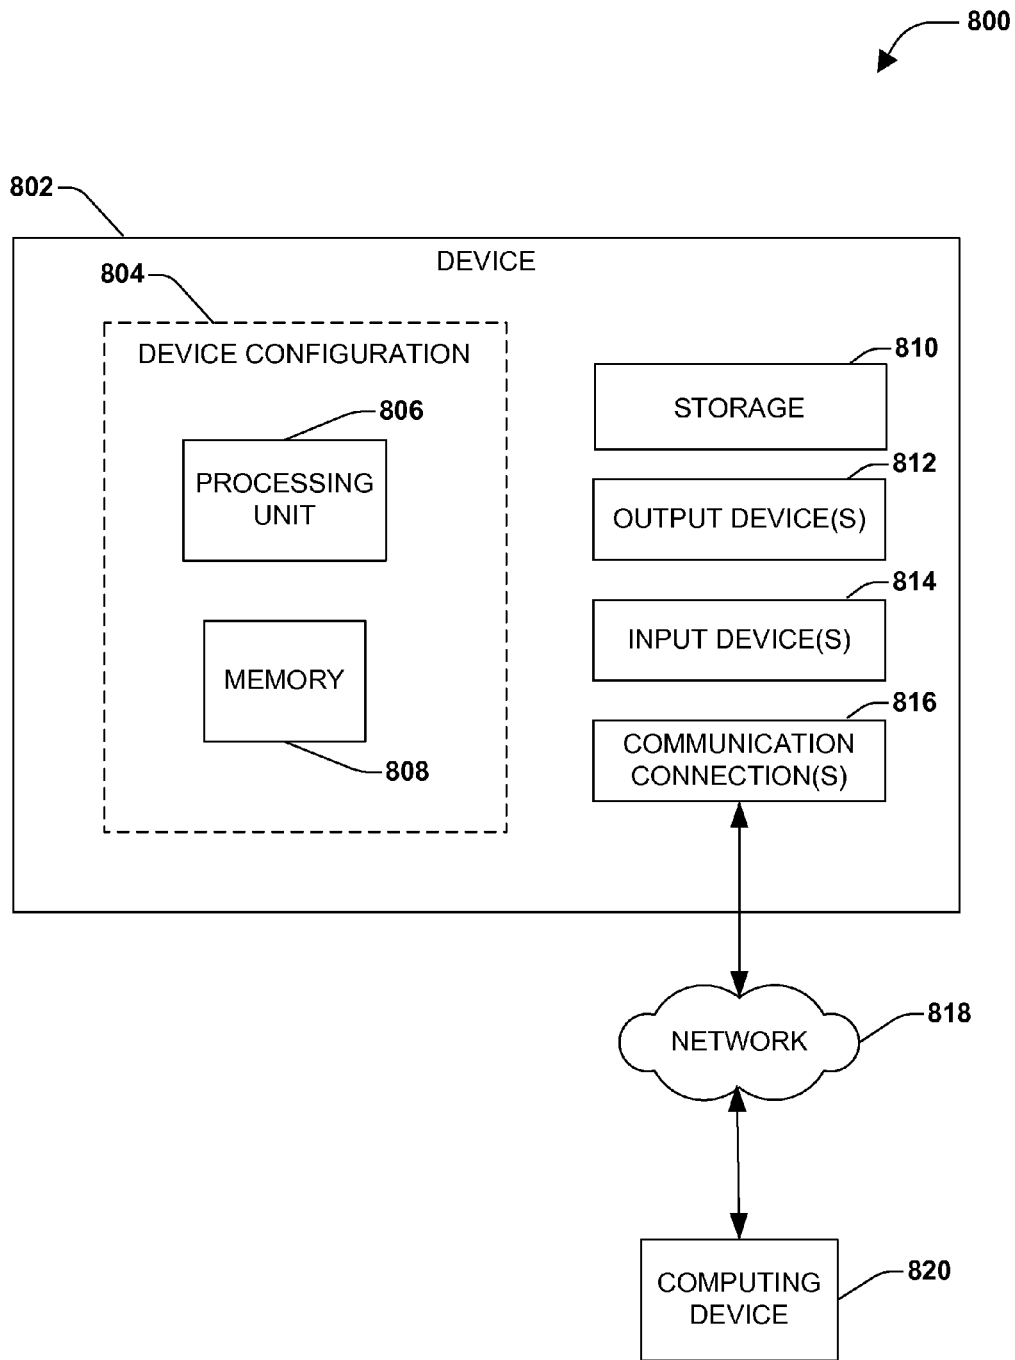 800
802
DEVICE
804
DEVICE CONFIGURATION
806
PROCESSING
UNIT
MEMORY
808
810
STORAGE
812
OUTPUT DEVICE(S)
814
INPUT DEVICE(S)
816
COMMUNICATION
CONNECTION(S)
NETWORK
818
COMPUTING
DEVICE
820